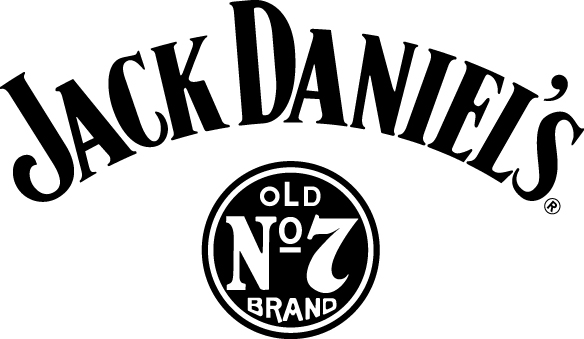 JACK DANIEL'S
®
OLD
Nº7
BRAND